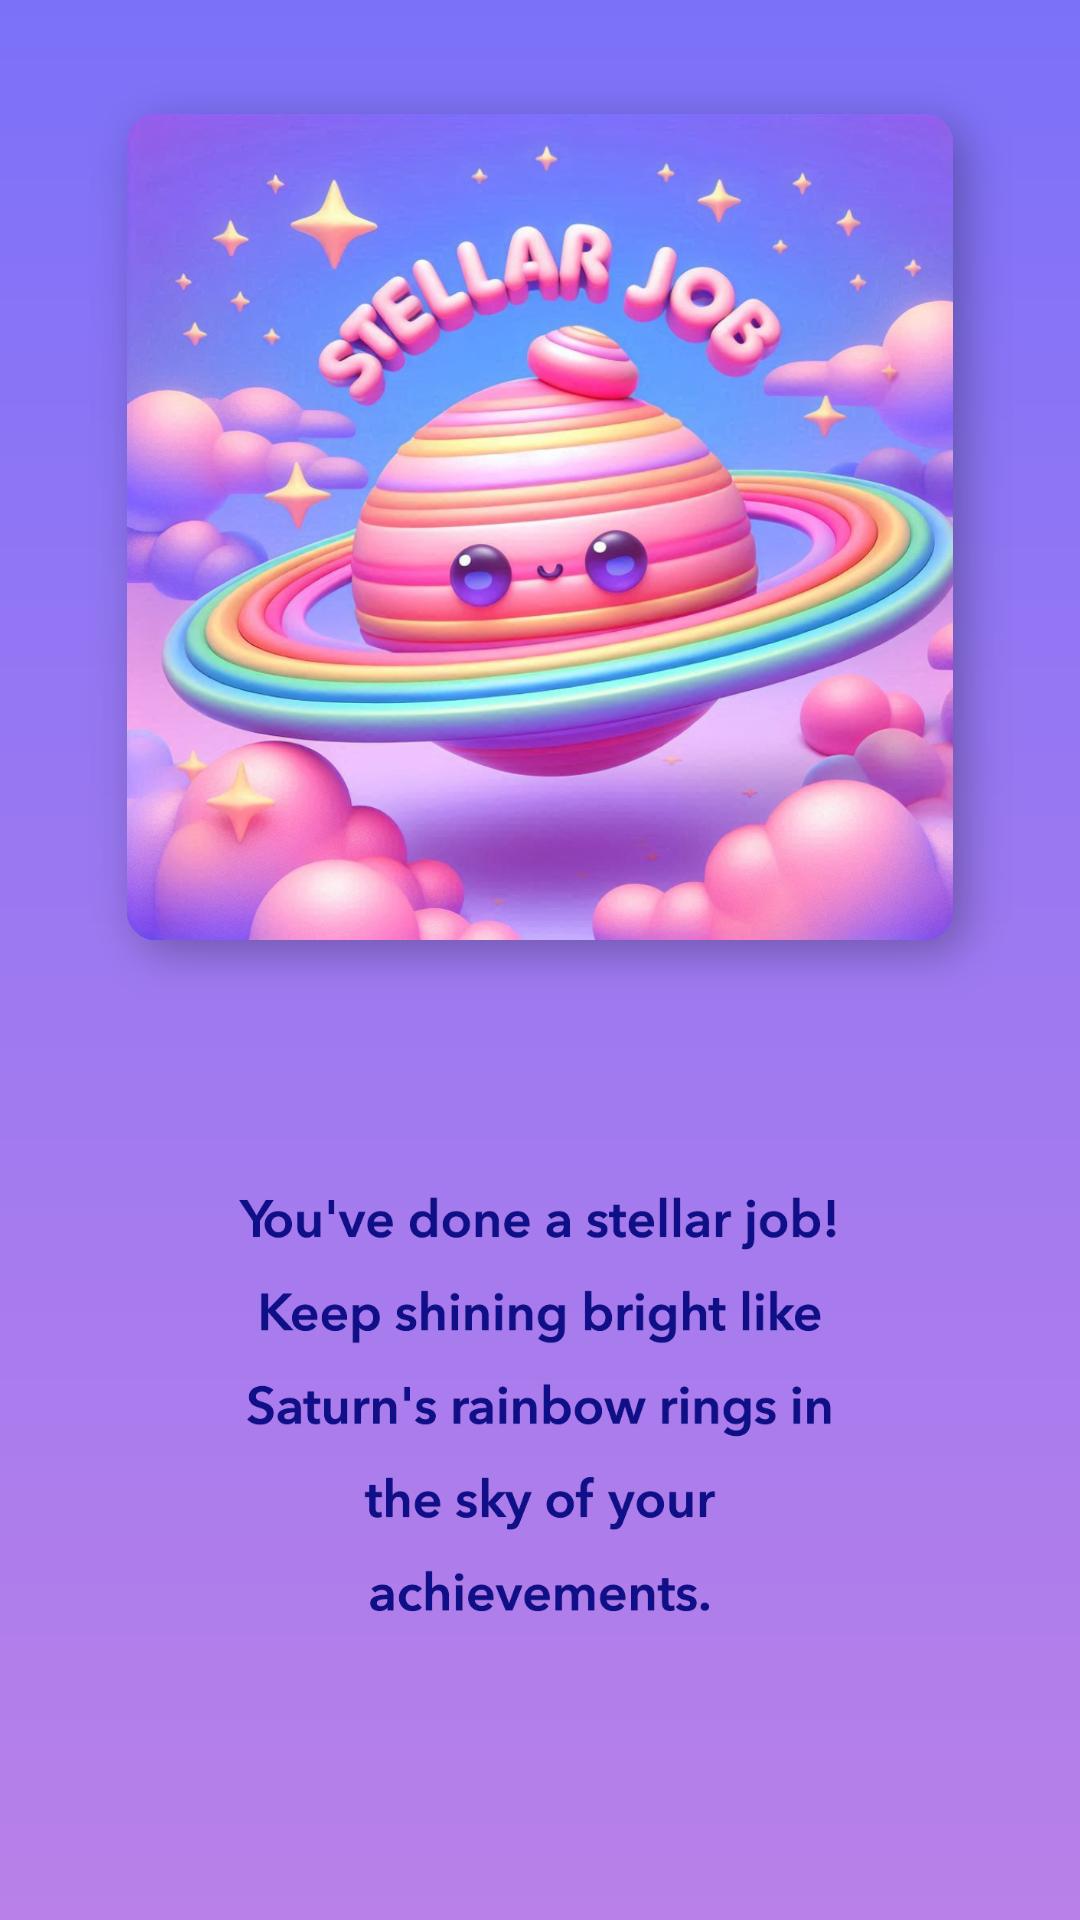 STELLAR JOB
You've done a stellar job!
Keep shining bright like
Saturn's rainbow rings in
the sky of your
achievements.